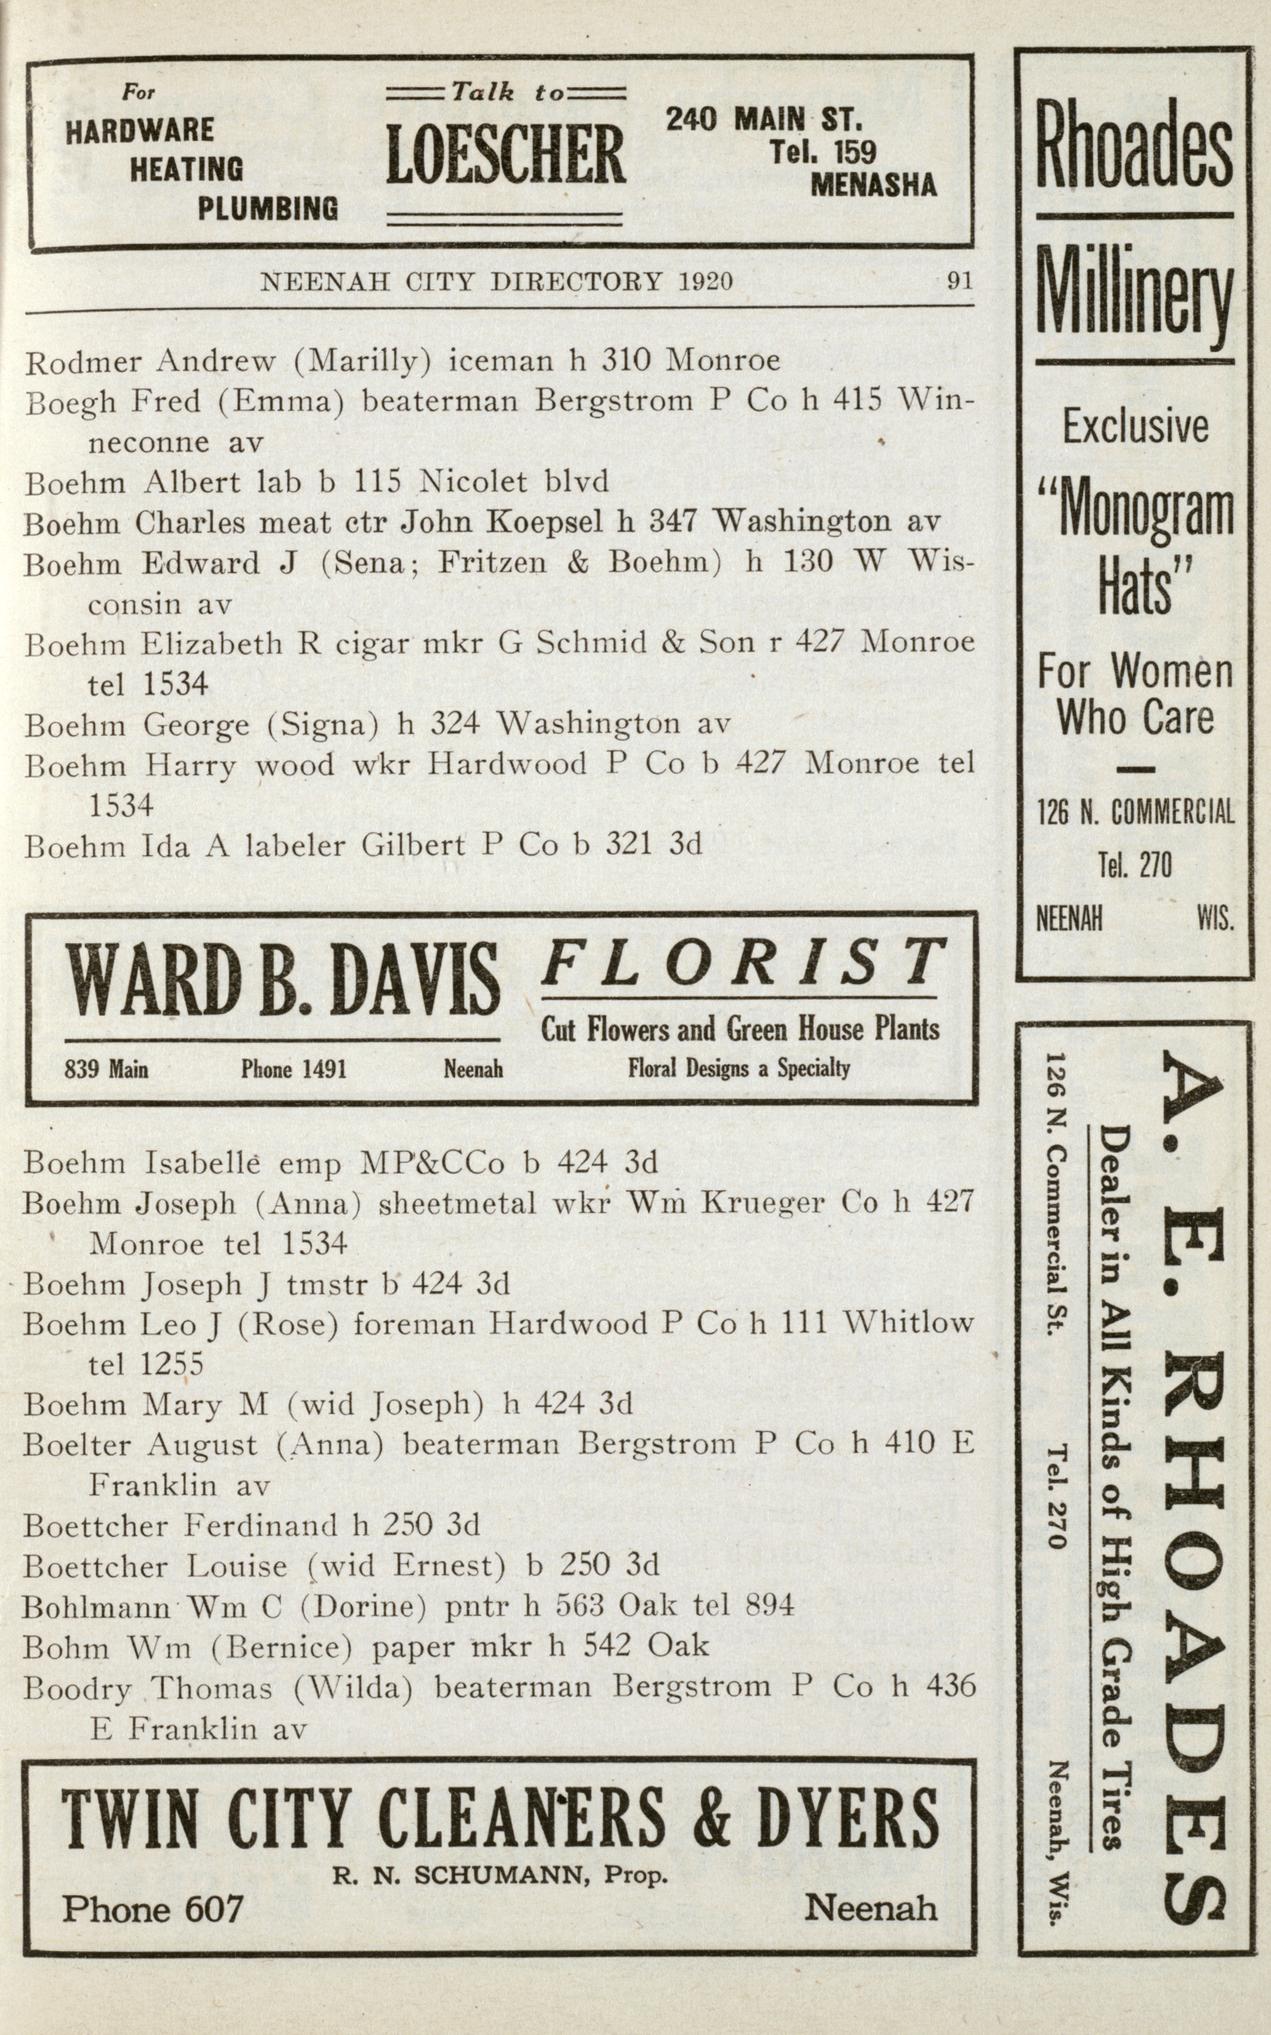 For
HARDWARE
HEATING
PLUMBING
Talk to
LOESCHER
240 MAIN ST.
Tel. 159
MENASHA
NEENAH CITY DIRECTORY 1920 91
Rodmer Andrew (Marilly) iceman h 310 Monroe
Boegh Fred (Emma) beaterman Bergstrom P Co h 415 Win-
neconne av
Boehm Albert lab b 115 Nicolet blvd
Boehm Charles meat ctr John Koepsel h 347 Washington av
Boehm Edward J (Sena; Fritzen & Boehm) h 130 W Wis-
consin av
Boehm Elizabeth R cigar mkr G Schmid & Son r 427 Monroe
tel 1534
Boehm George (Signa) h 324 Washington av
Boehm Harry wood wkr Hardwood P Co b 427 Monroe tel
1534
Boehm Ida A labeler Gilbert P Co b 321 3d
WARD B. DAVIS
839 Main Phone 1491 Neenah
FLORIST
Cut Flowers and Green House Plants
Floral Designs a Specialty
Boehm Isabelle emp MP&CCo b 424 3d
Boehm Joseph (Anna) sheetmetal wkr Wm Krueger Co h 427
Monroe tel 1534
Boehm Joseph J tmstr b 424 3d
Boehm Leo J (Rose) foreman Hardwood P Co h 111 Whitlow
tel 1255
Boehm Mary M (wid Joseph) h 424 3d
Boelter August (Anna) beaterman Bergstrom P Co h 410 E
Franklin av
Boettcher Ferdinand h 250 3d
Boettcher Louise (wid Ernest) b 250 3d
Bohlmann Wm C (Dorine) pntr h 563 Oak tel 894
Bohm Wm (Bernice) paper mkr h 542 Oak
Boodry Thomas (Wilda) beaterman Bergstrom P Co h 436
E Franklin av
TWIN CITY CLEANERS & DYERS
R. N. SCHUMANN, Prop.
Phone 607 Neenah
Rhoades
Millinery
Exclusive
"Monogram
Hats"
For Women
Who Care
126 N. COMMERCIAL
Tel. 270
NEENAH WIS.
A. E. RHOADES
Dealer in All Kinds of High Grade Tires
126 N. Commercial St. Tel. 270 Neenah, Wis.